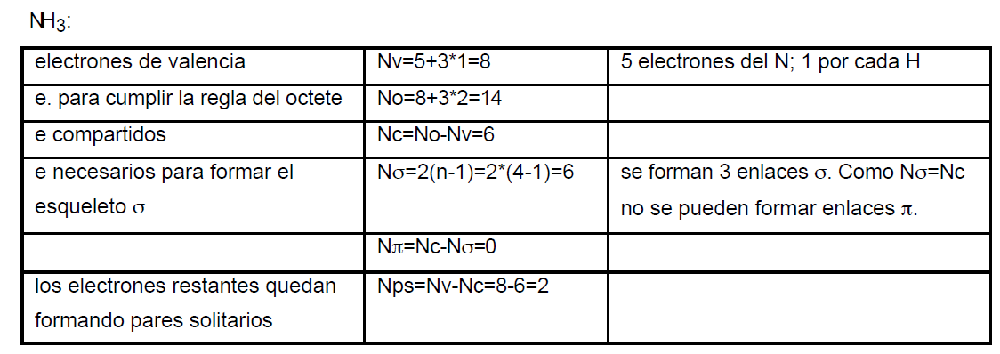 NH3:
electrones de valencia
Nv=5+3*1=8
5 electrones del N; 1 por cada H
e. para cumplir la regla del octete
No=8+3*2=14
e compartidos
Nc=No-Nv=6
e necesarios para formar el
esqueleto σ
Nσ=2(n-1)=2*(4-1)=6
se forman 3 enlaces σ. Como Nσ=Nc
no se pueden formar enlaces π.
Nπ=Nc-Nσ=0
los electrones restantes quedan
formando pares solitarios
Nps=Nv-Nc=8-6=2